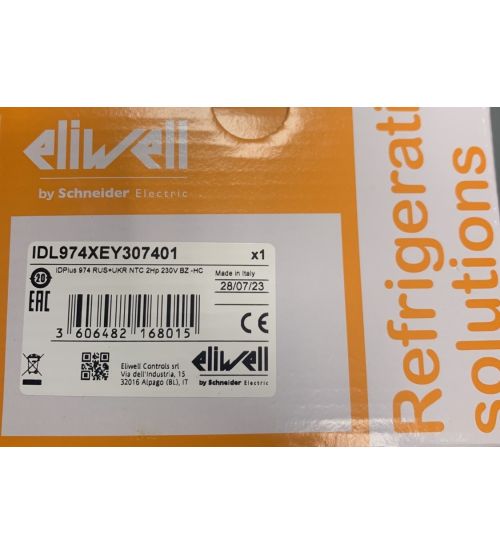 eliwell
by Schneider Electric
Refrigerati
solutions
IDL974XEY307401 x1
IDPlus 974 RUS+UKR NTC 2Hp 230V BZ -HC
Made in Italy
28/07/23
28
EAC
3 606482 168015
CE
Eliwell Controls srl
Via dell'Industria, 15
32016 Alpago (BL), IT
eliwell
by Schneider Electric